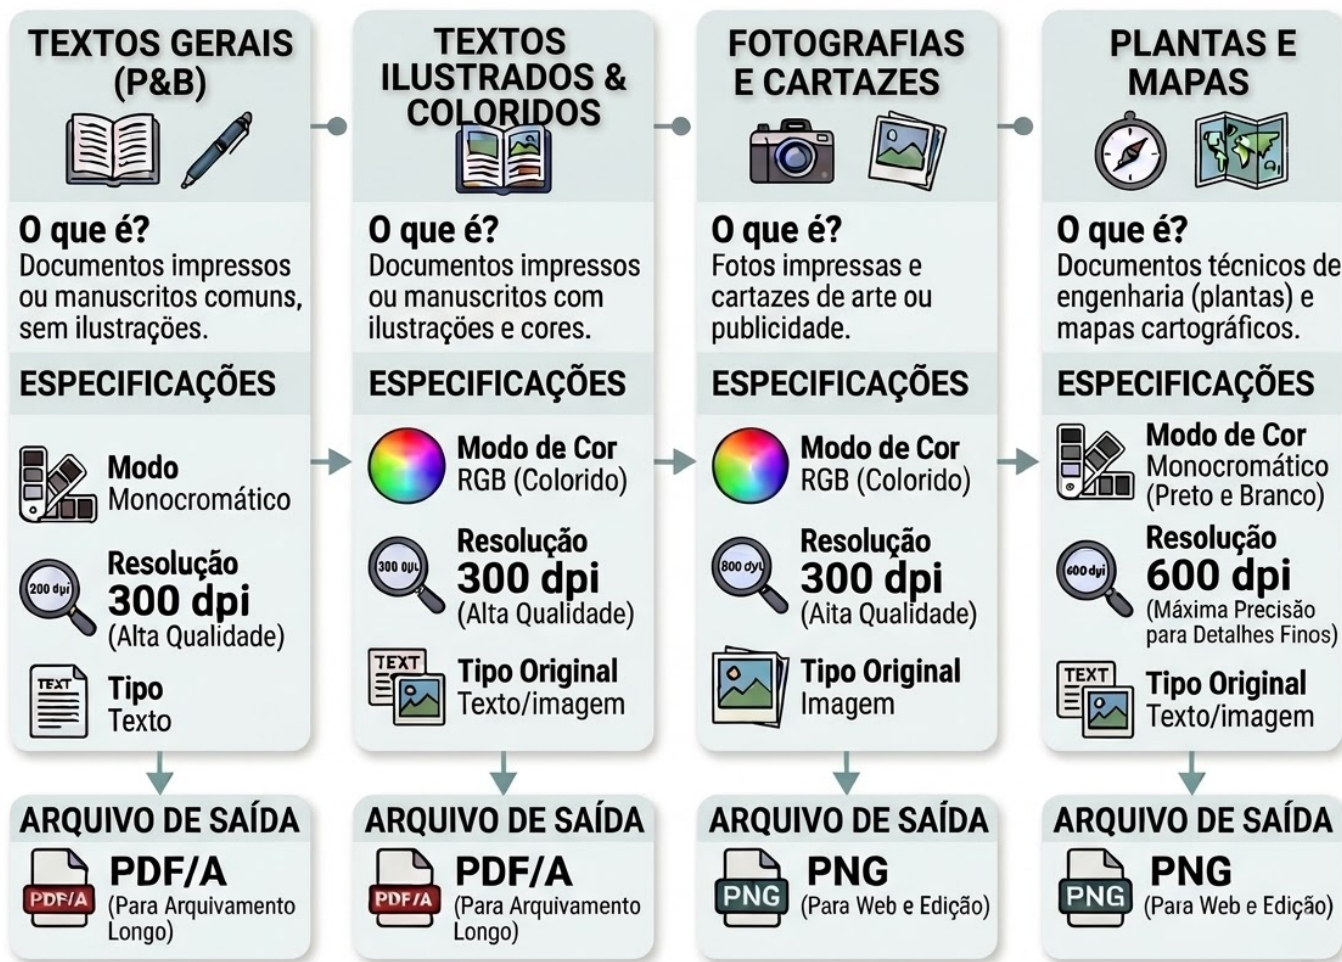 TEXTOS GERAIS
(P&B)
O que é?
Documentos impressos
ou manuscritos comuns,
sem ilustrações.
ESPECIFICAÇÕES
Modo
Monocromático
200 dpi
Resolução
300 dpi
(Alta Qualidade)
TEXT
Tipo
Texto
ARQUIVO DE SAÍDA
PDF/A
PDF/A
(Para Arquivamento
Longo)
TEXTOS
ILUSTRADOS &
COLORIDOS
O que é?
Documentos impressos
ou manuscritos com
ilustrações e cores.
ESPECIFICAÇÕES
Modo de Cor
RGB (Colorido)
300
Resolução
300 dpi
(Alta Qualidade)
TEXT
Tipo Original
Texto/imagem
ARQUIVO DE SAÍDA
PDF/A
PDF/A
(Para Arquivamento
Longo)
FOTOGRAFIAS
E CARTAZES
O que é?
Fotos impressas e
cartazes de arte ou
publicidade.
ESPECIFICAÇÕES
Modo de Cor
RGB (Colorido)
800
Resolução
300 dpi
(Aita Qualidade)
Tipo Original
Imagem
ARQUIVO DE SAÍDA
PNG
PNG
(Para Web e Edição)
PLANTAS E
MAPAS
O que é?
Documentos técnicos de
engenharia (plantas) e
mapas cartográficos.
ESPECIFICAÇÕES
Modo de Cor
Monocromático
(Preto e Branco)
600 dpi
Resolução
600 dpi
(Máxima Precisão
para Detalhes Finos)
TEXT
Tipo Original
Texto/imagem
ARQUIVO DE SAÍDA
PNG
PNG
(Para Web e Edição)